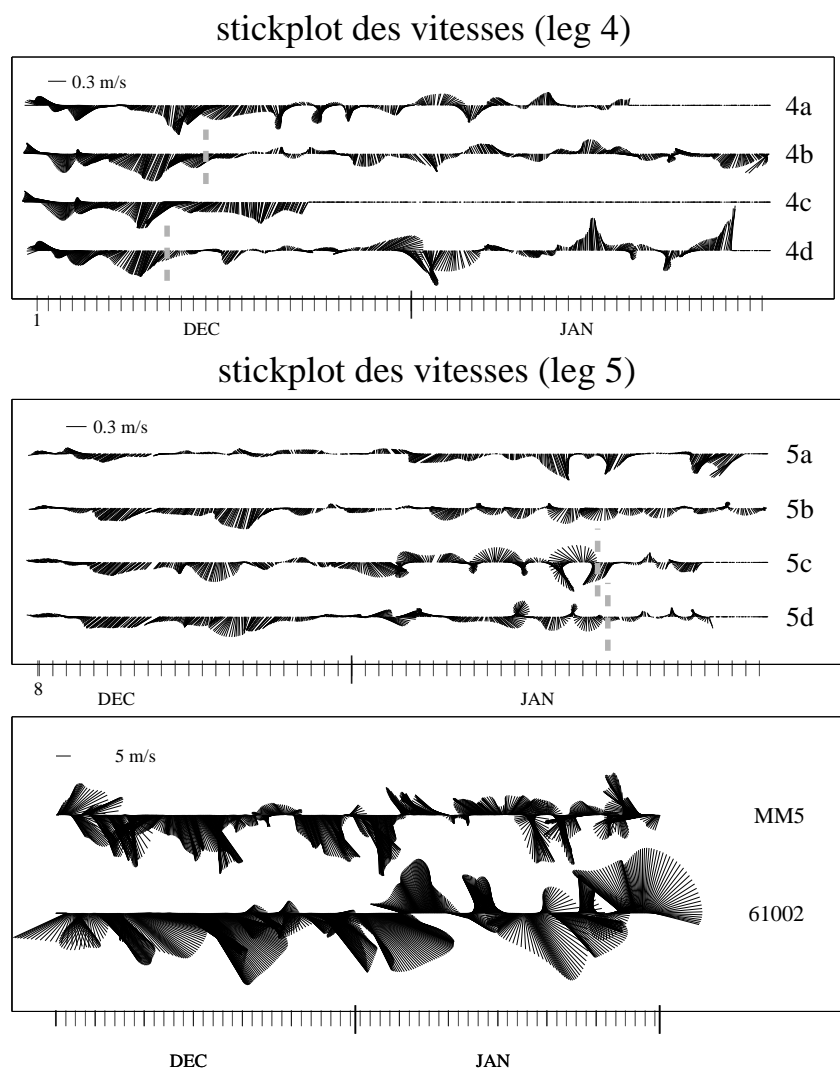 stickplot des vitesses (leg 4)
0.3 m/s
4a
4b
4c
4d
1
DEC JAN
stickplot des vitesses (leg 5)
0.3 m/s
5a
5b
5c
5d
8
DEC JAN
5 m/s
MM5
61002
DEC JAN